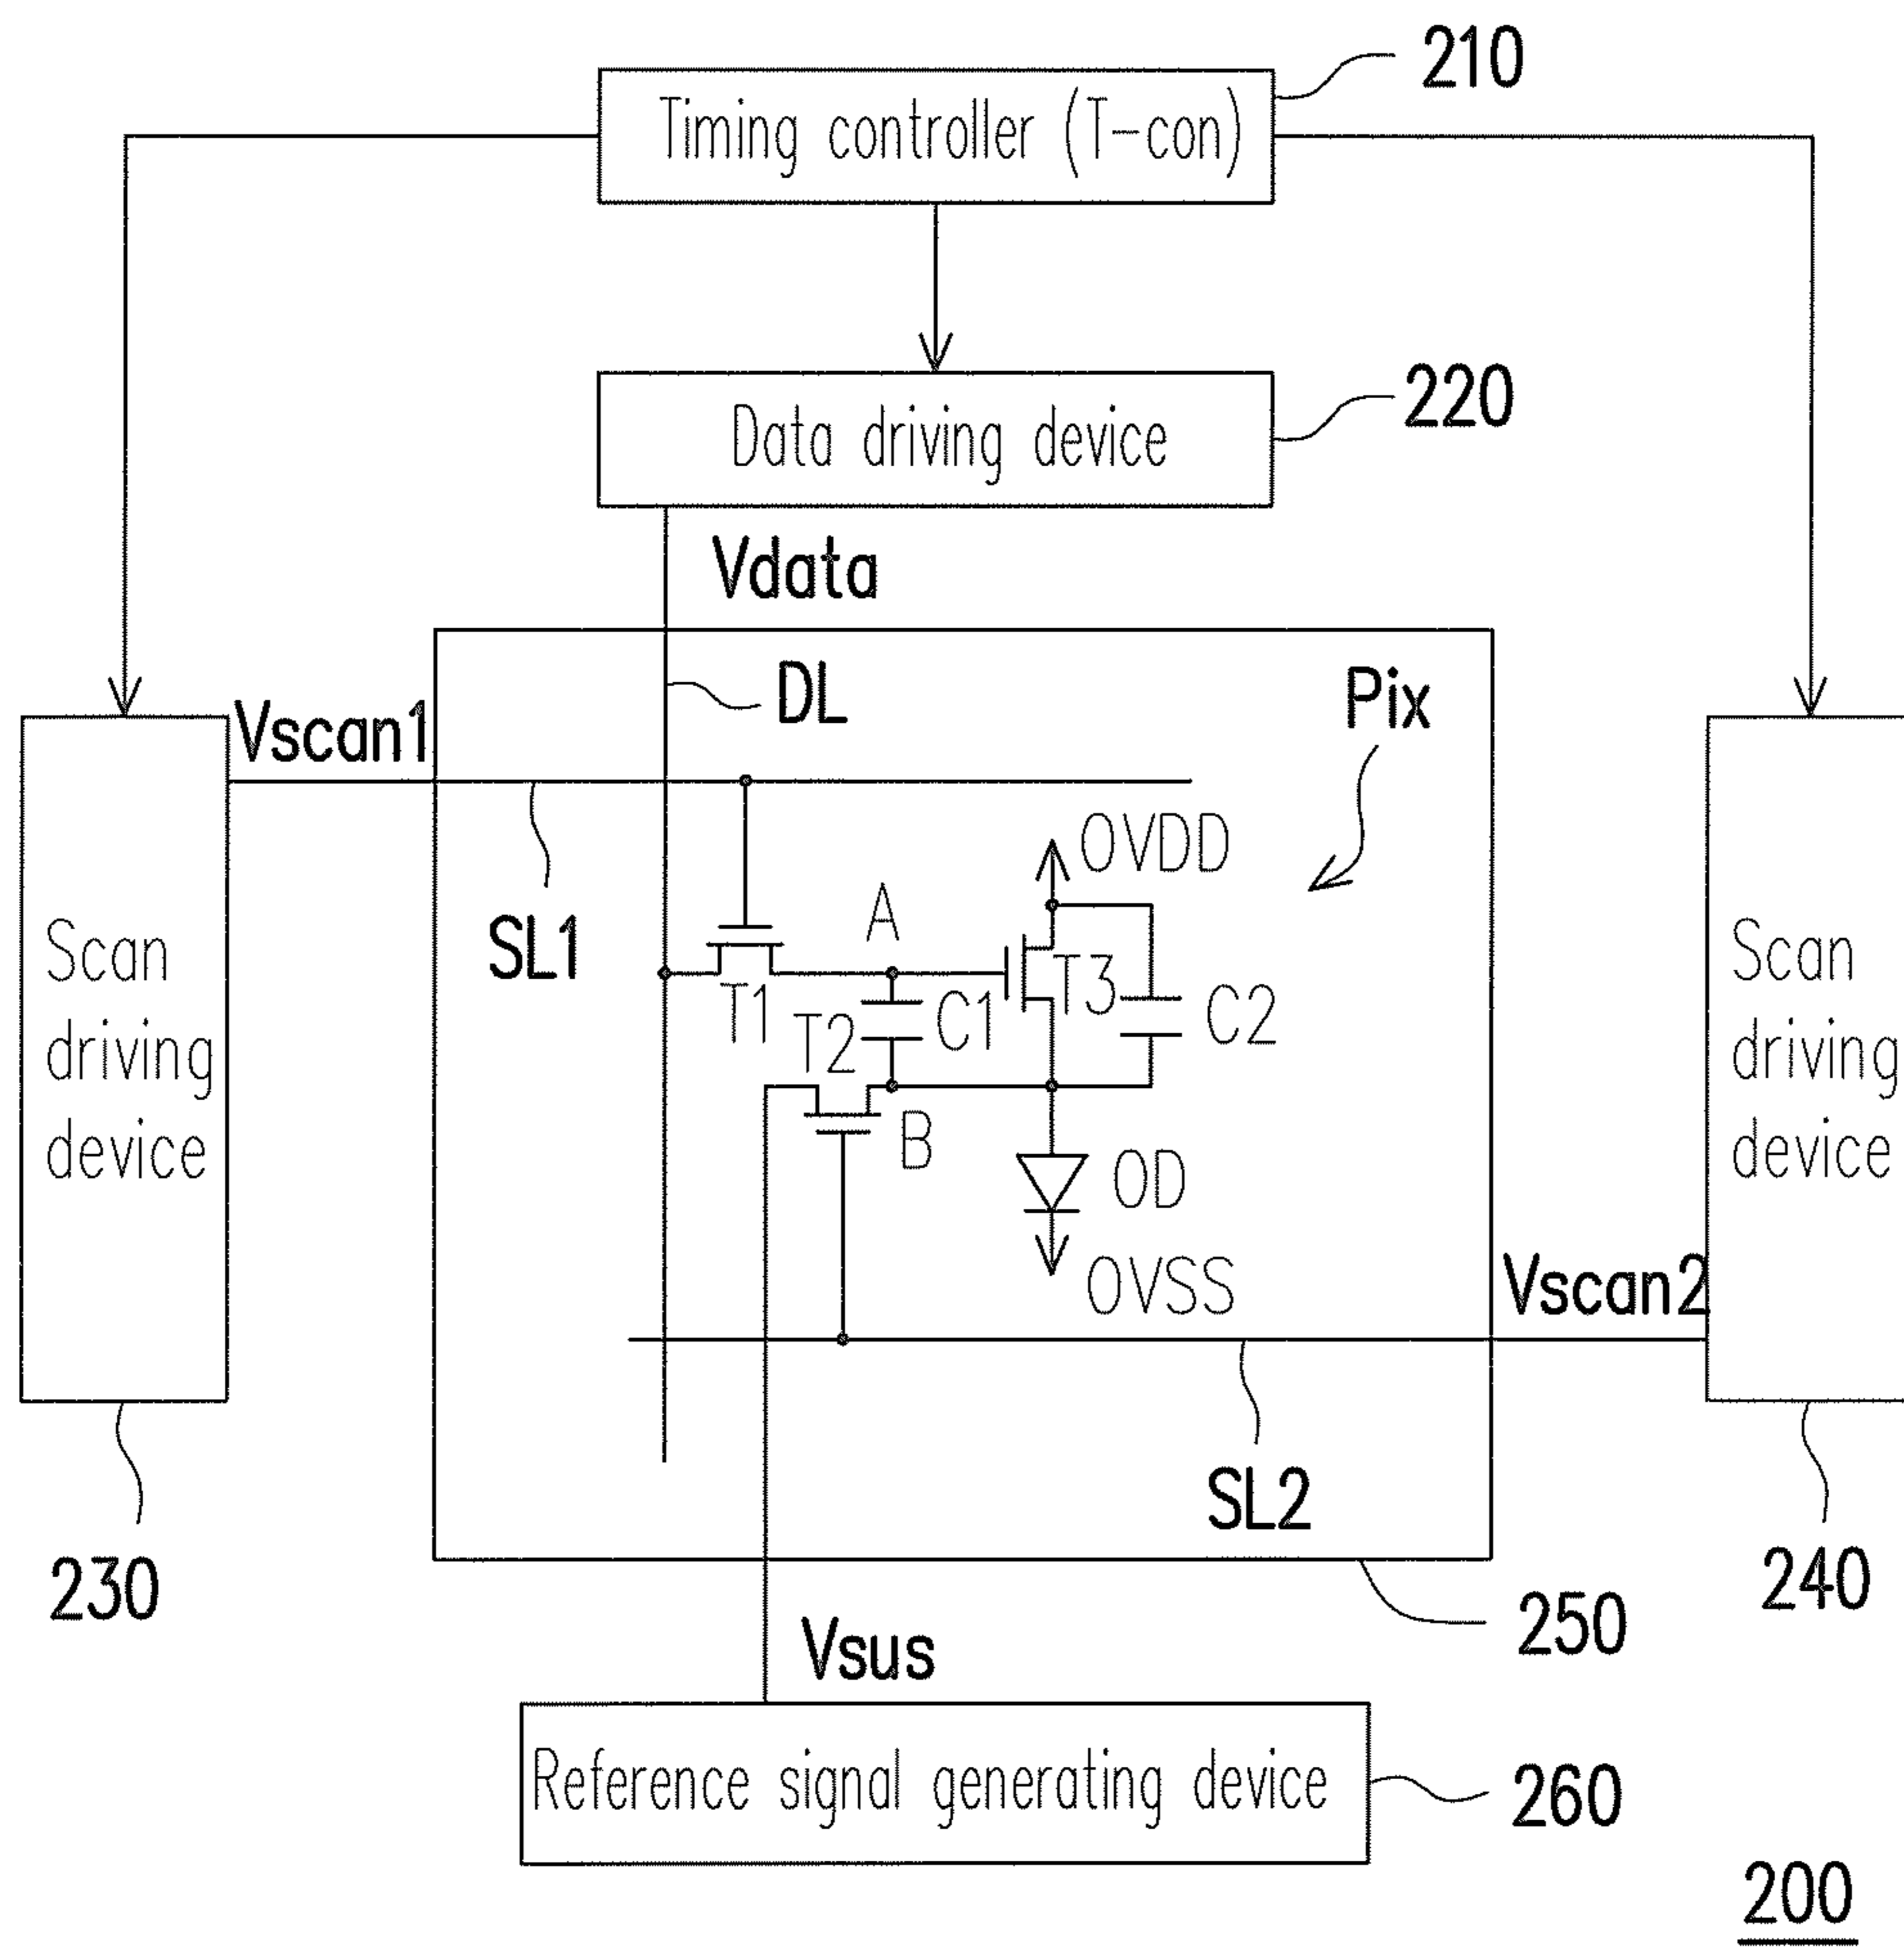 210
Timing controller (T-con)
220
Data driving device
Vdata
DL
Pix
Vscan1
OVDD
SL1
A
T1
T2
C1
T3
C2
B
OD
OVSS
Scan
driving
device
Scan
driving
device
Vscan2
SL2
230
240
250
Vsus
Reference signal generating device
260
200